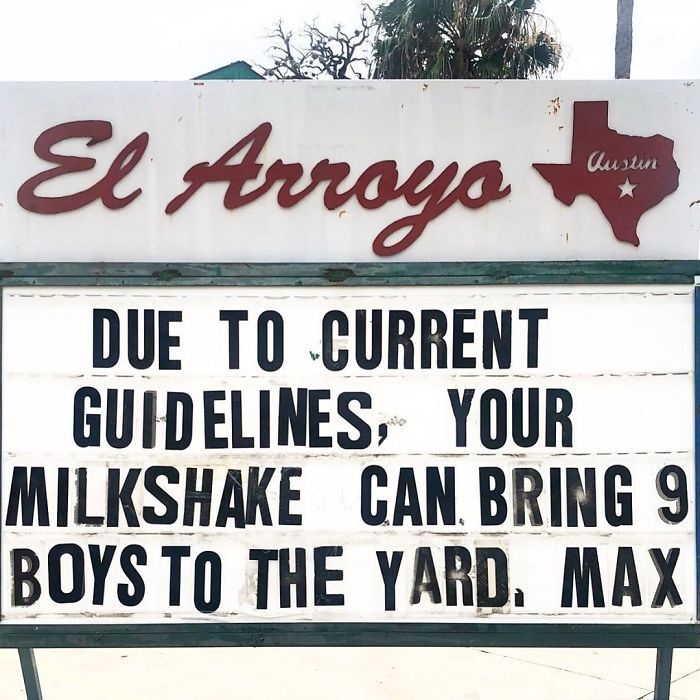 El Arroyo
Austin
DUE TO CURRENT
GUIDELINES, YOUR
MILKSHAKE CAN BRING 9
BOYS TO THE YARD. MAX